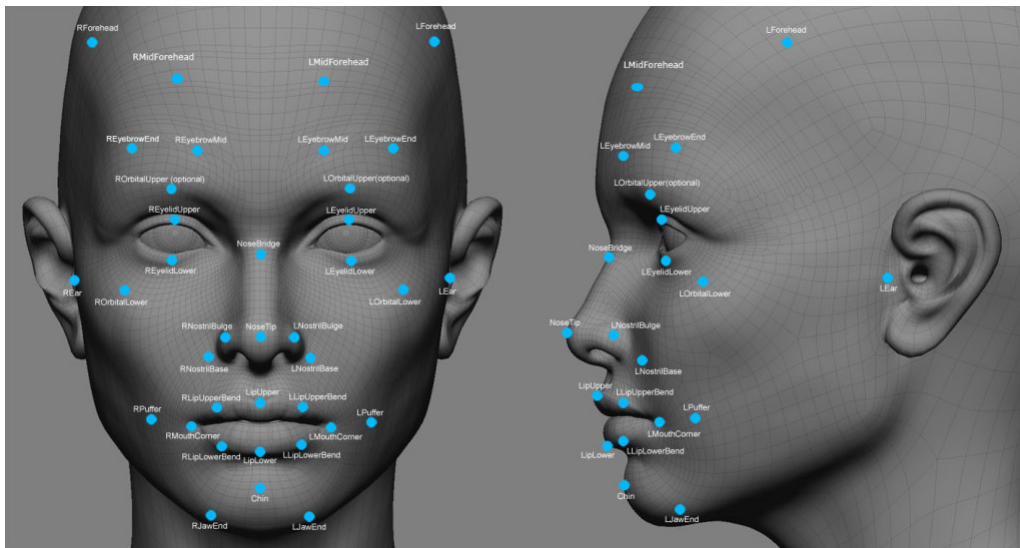 RForehead
LForehead
RMidForehead
LMidForehead
REyebrowEnd
REyebrowMid
LEyebrowMid
LEyebrowEnd
ROrbitalUpper (optional)
LOrbitalUpper(optional)
REyelidUpper
LEyelidUpper
NoseBridge
REyelidLower
LEyelidLower
REar
ROrbitalLower
LOrbitalLower
LEar
RNostrilBulge
NoseTip
LNostrilBulge
RNostrilBase
LNostrilBase
RLipUpperBend
LipUpper
LLipUpperBend
RPuffer
LPuffer
RMouthCorner
LMouthCorner
RLipLowerBend
LipLower
LLipLowerBend
Chin
RJawEnd
LJawEnd
LForehead
LMidForehead
LEyebrowEnd
LEyebrowMid
LOrbitalUpper(optional)
LEyelidUpper
NoseBridge
LEyelidLower
LOrbitalLower
LEar
NoseTip
LNostrilBulge
LNostrilBase
LipUpper
LLipUpperBend
LPuffer
LMouthCorner
LipLower
LLipLowerBend
Chin
LJawEnd